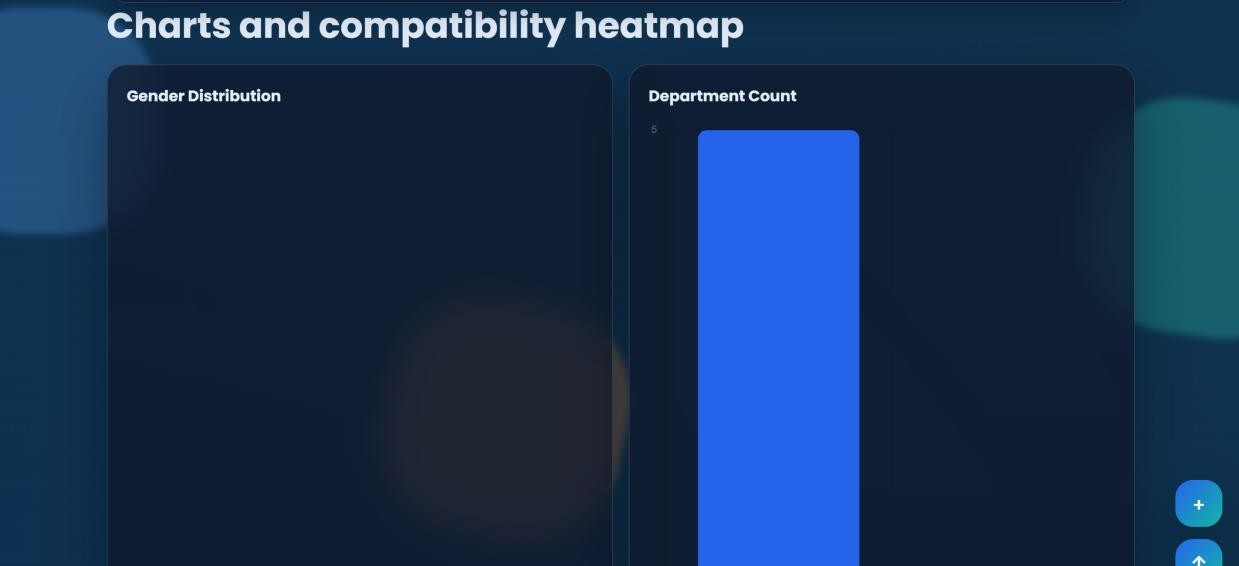 Charts and compatibility heatmap
Gender Distribution
Department Count
5
+